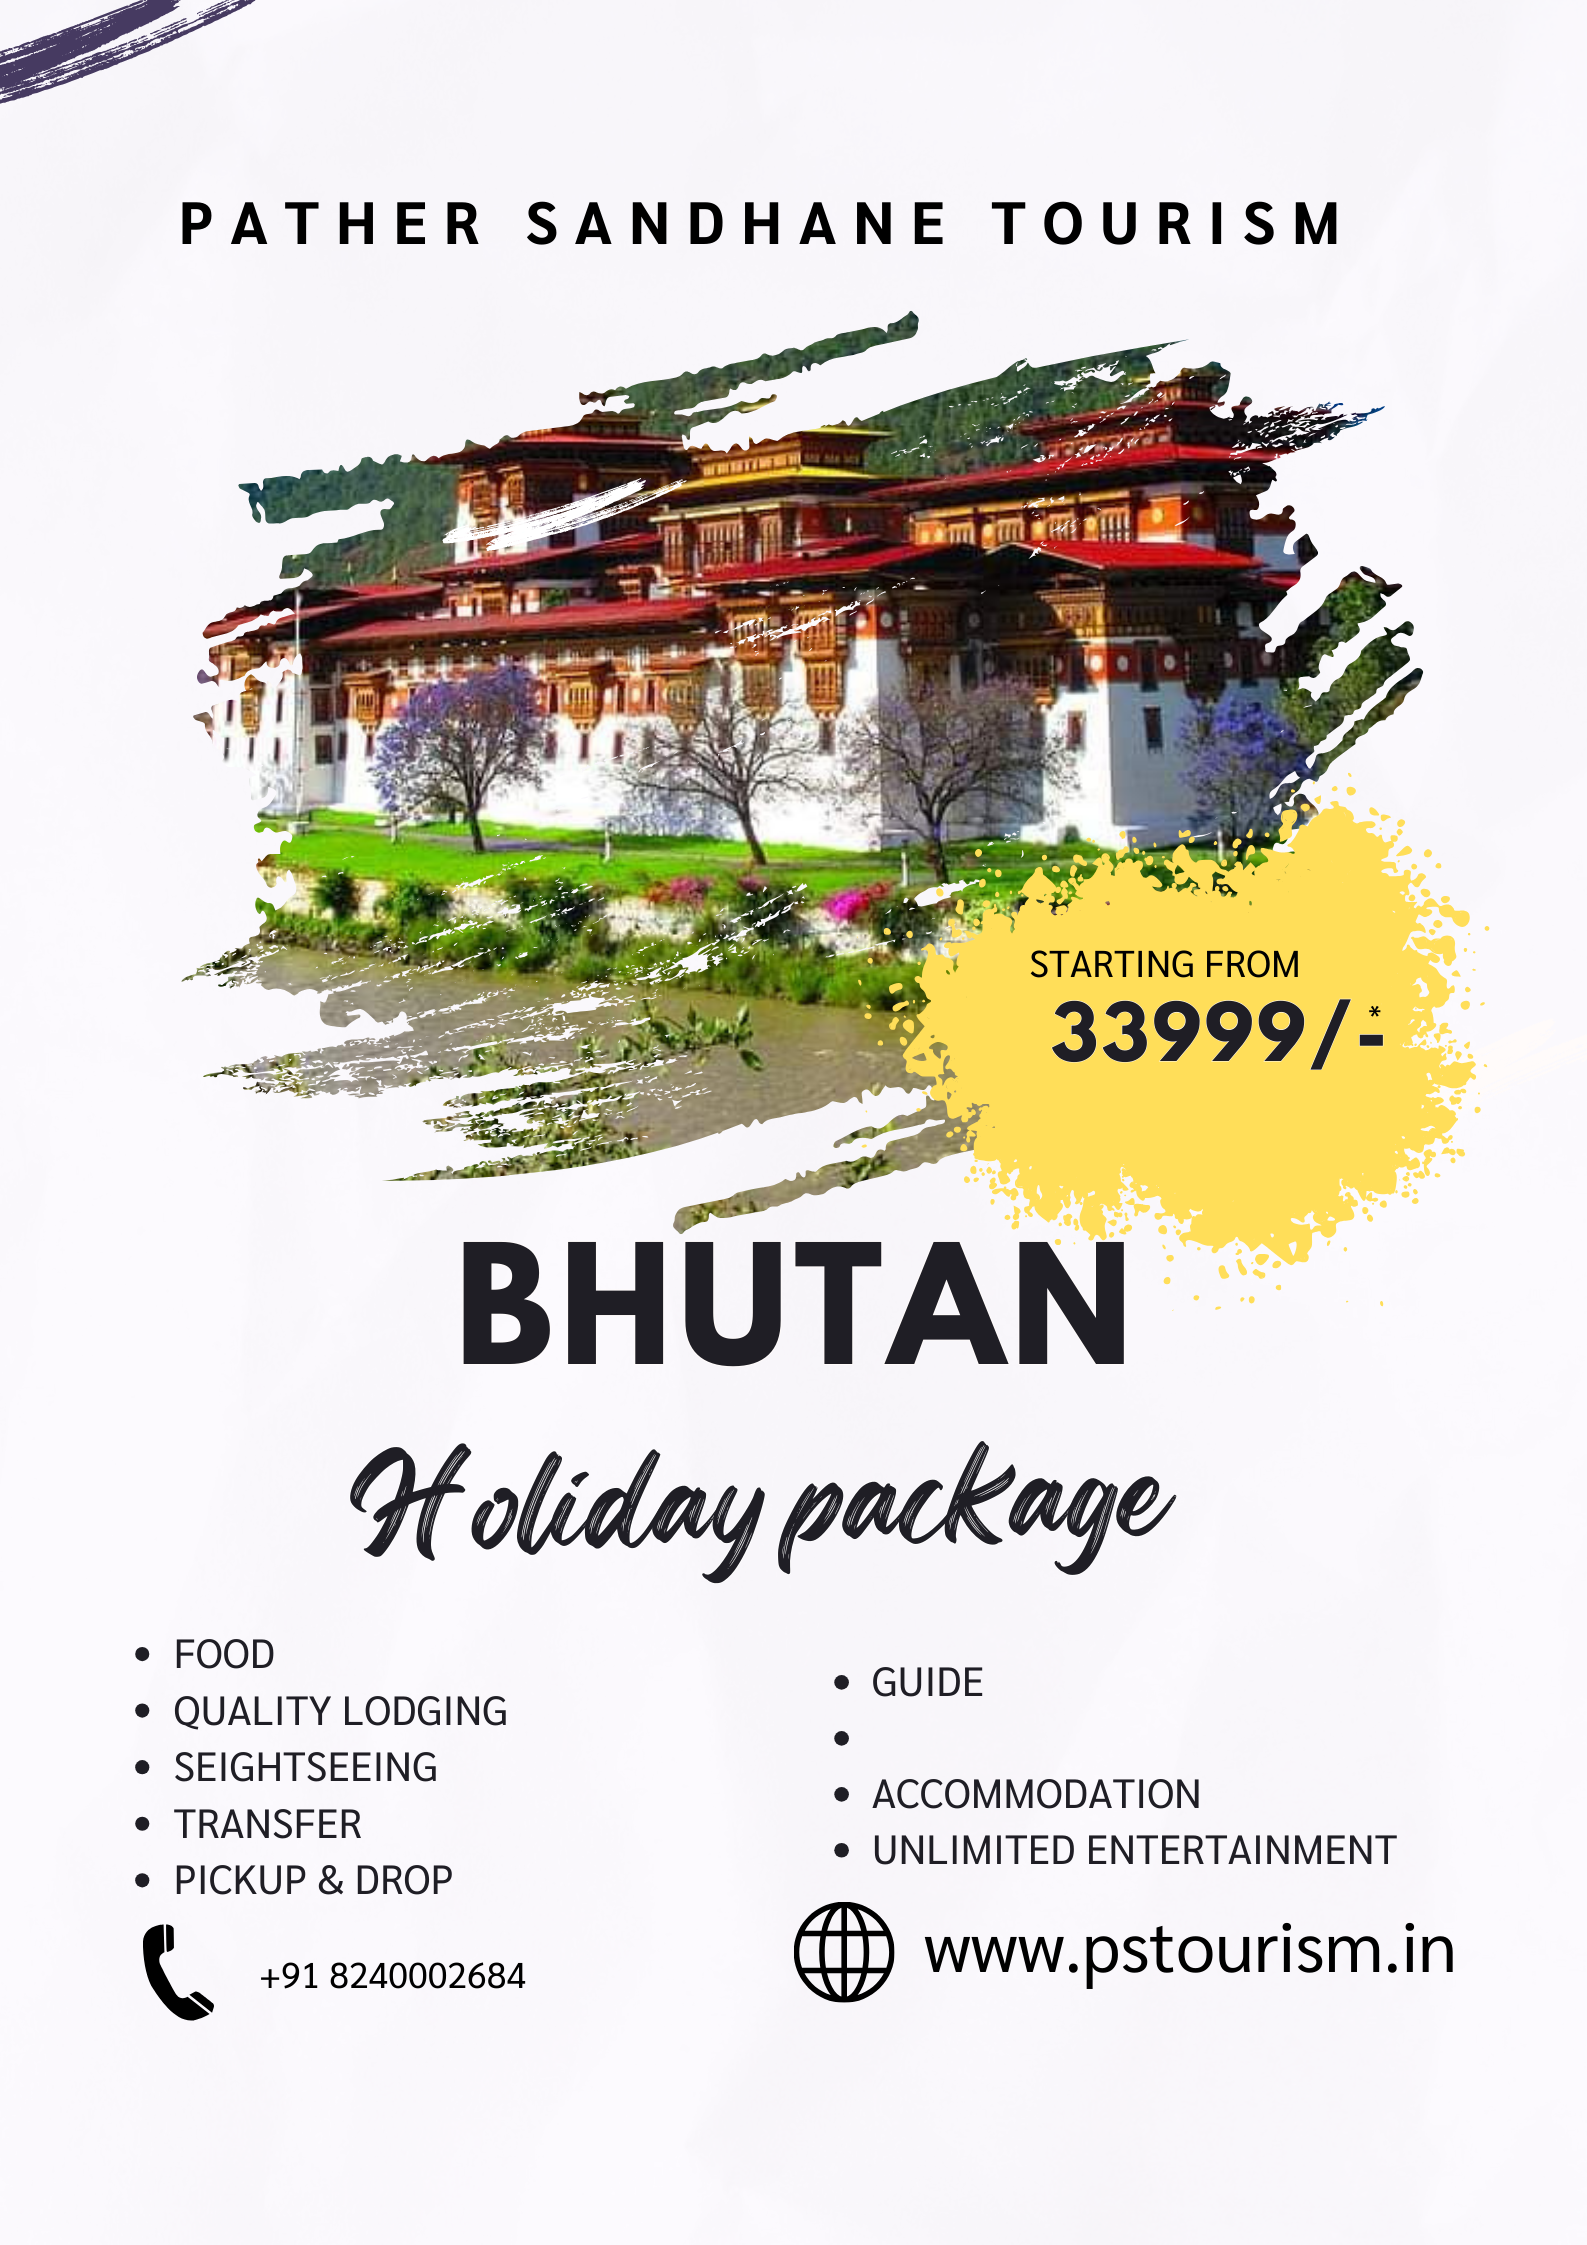 PATHER SANDHANE TOURISM
STARTING FROM
33999/-*
BHUTAN
Holiday package
• FOOD
• QUALITY LODGING
• SEIGHTSEEING
• TRANSFER
• PICKUP & DROP
• GUIDE
•
• ACCOMMODATION
• UNLIMITED ENTERTAINMENT
+91 8240002684
www.pstourism.in